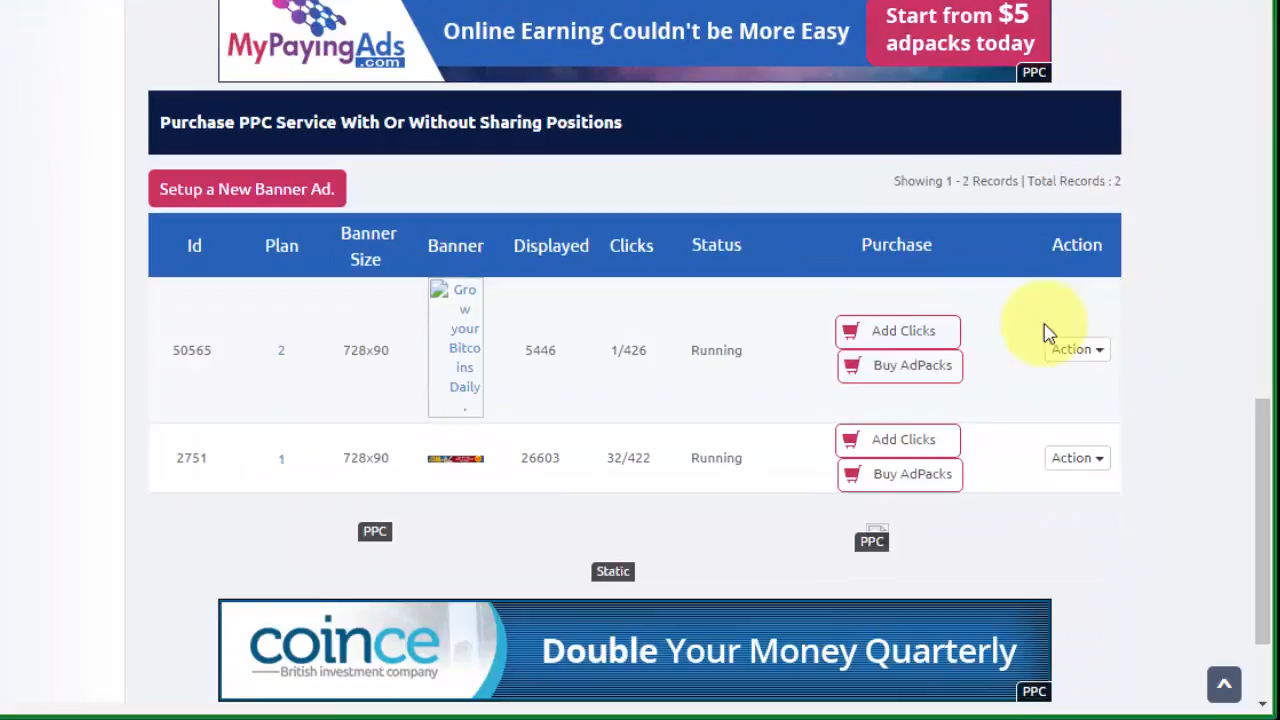 MyPayingAds
.com
Online Earning Couldn't be More Easy
Start from $5
adpacks today
PPC
Purchase PPC Service With Or Without Sharing Positions
Setup a New Banner Ad.
Showing 1 - 2 Records | Total Records : 2
Id Plan Banner Size Banner Displayed Clicks Status Purchase Action
50565 2 728x90
Gro
w
your
Bitco
ins
Daily
.
5446 1/426 Running
Add Clicks
Buy AdPacks
Action
2751 1 728x90 26603 32/422 Running
Add Clicks
Buy AdPacks
Action
PPC
PPC
Static
coince
British investment company
Double Your Money Quarterly
PPC